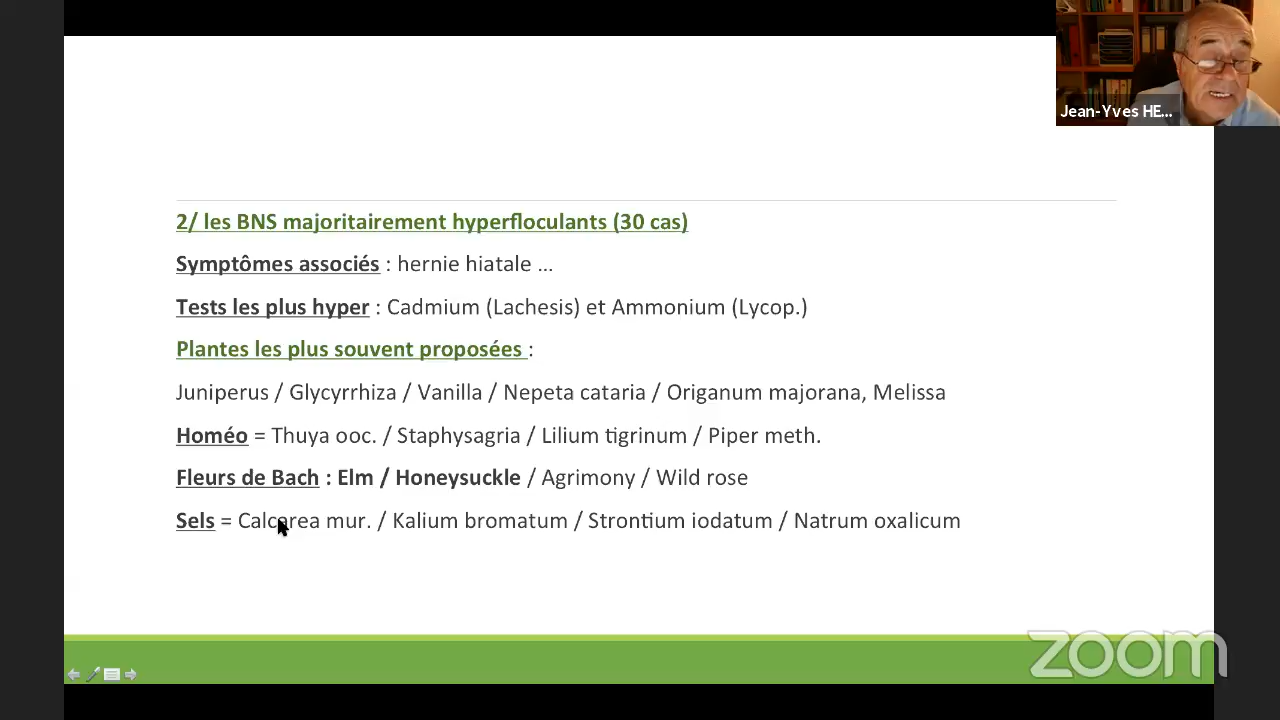 Jean-Yves HE...
2/ les BNS majoritairement hyperfloculants (30 cas)
Symptômes associés : hernie hiatale ...
Tests les plus hyper : Cadmium (Lachesis) et Ammonium (Lycop.)
Plantes les plus souvent proposées :
Juniperus / Glycyrrhiza / Vanilla / Nepeta cataria / Origanum majorana, Melissa
Homéo = Thuya ooc. / Staphysagria / Lilium tigrinum / Piper meth.
Fleurs de Bach : Elm / Honeysuckle / Agrimony / Wild rose
Sels = Calcarea mur. / Kalium bromatum / Strontium iodatum / Natrum oxalicum
zoom